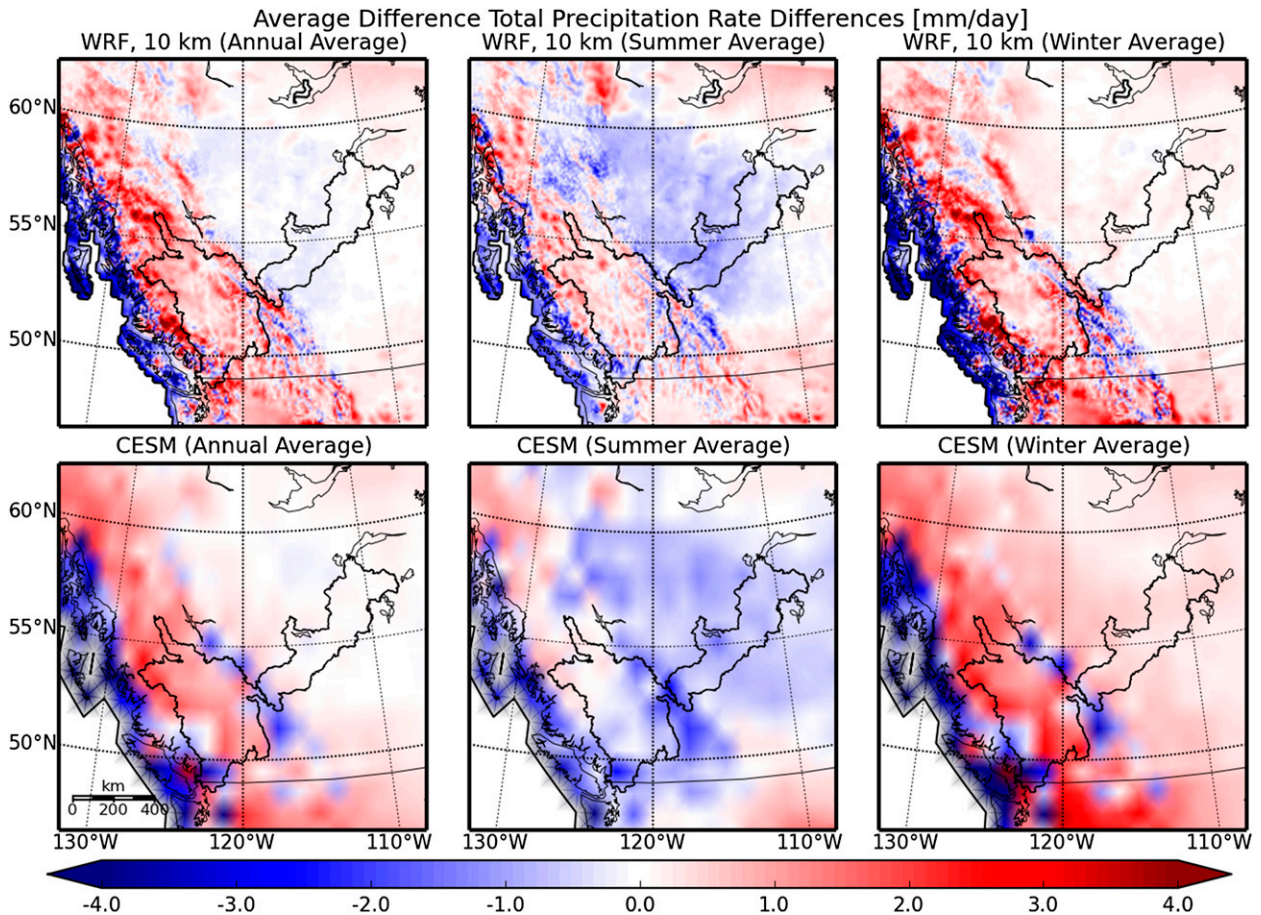 Average Difference Total Precipitation Rate Differences [mm/day]
WRF, 10 km (Annual Average) WRF, 10 km (Summer Average) WRF, 10 km (Winter Average)
60°N
55°N
50°N
CESM (Annual Average) CESM (Summer Average) CESM (Winter Average)
60°N
55°N
50°N
km
0 200 400
130°W 120°W 110°W 130°W 120°W 110°W 130°W 120°W 110°W
-4.0 -3.0 -2.0 -1.0 0.0 1.0 2.0 3.0 4.0